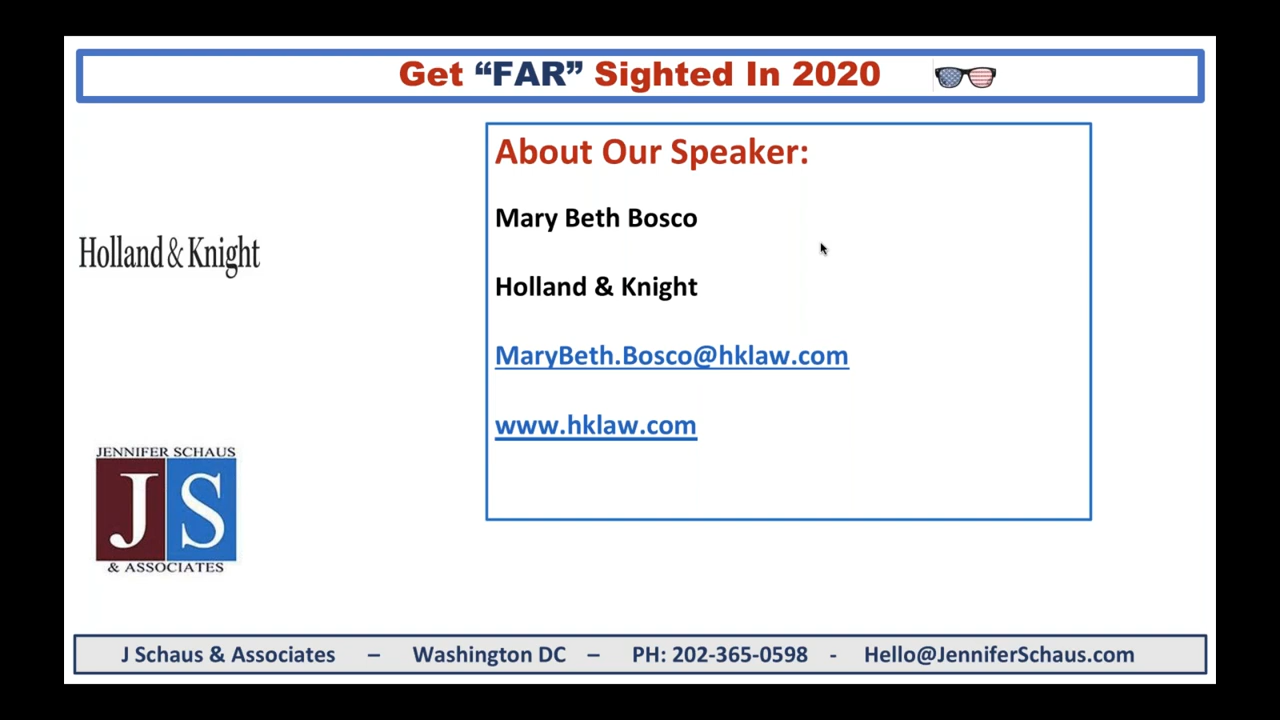 Get “FAR” Sighted In 2020
About Our Speaker:
Mary Beth Bosco
Holland & Knight
MaryBeth.Bosco@hklaw.com
www.hklaw.com
Holland & Knight
JENNIFER SCHAUS
JS
& ASSOCIATES
J Schaus & Associates – Washington DC – PH: 202-365-0598 - Hello@JenniferSchaus.com